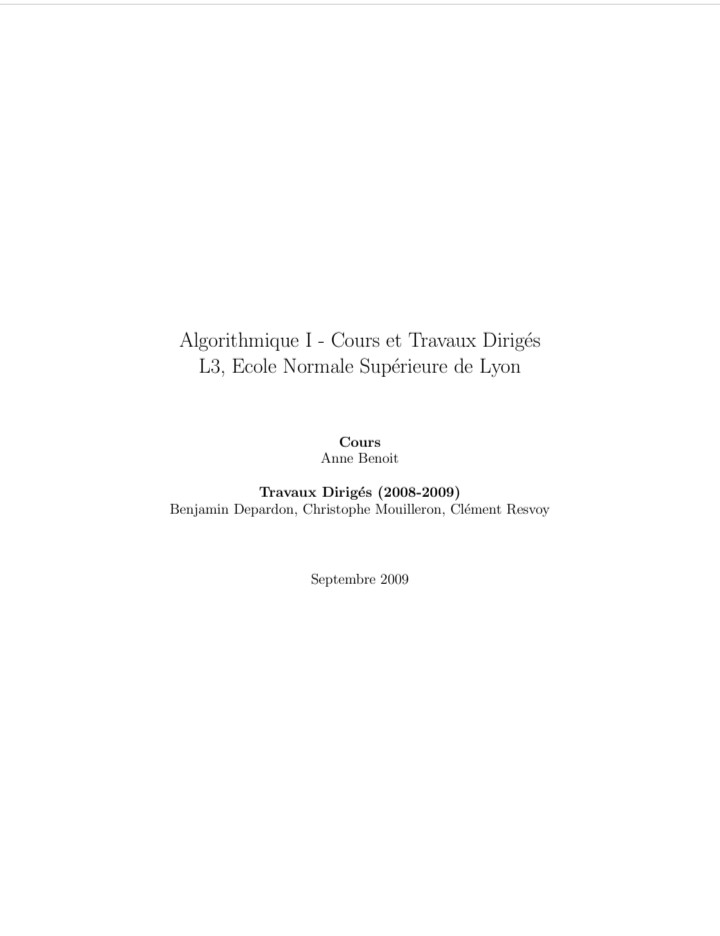 Algorithmique I - Cours et Travaux Dirigés
L3, Ecole Normale Supérieure de Lyon
Cours
Anne Benoit
Travaux Dirigés (2008-2009)
Benjamin Depardon, Christophe Mouilleron, Clément Resvoy
Septembre 2009